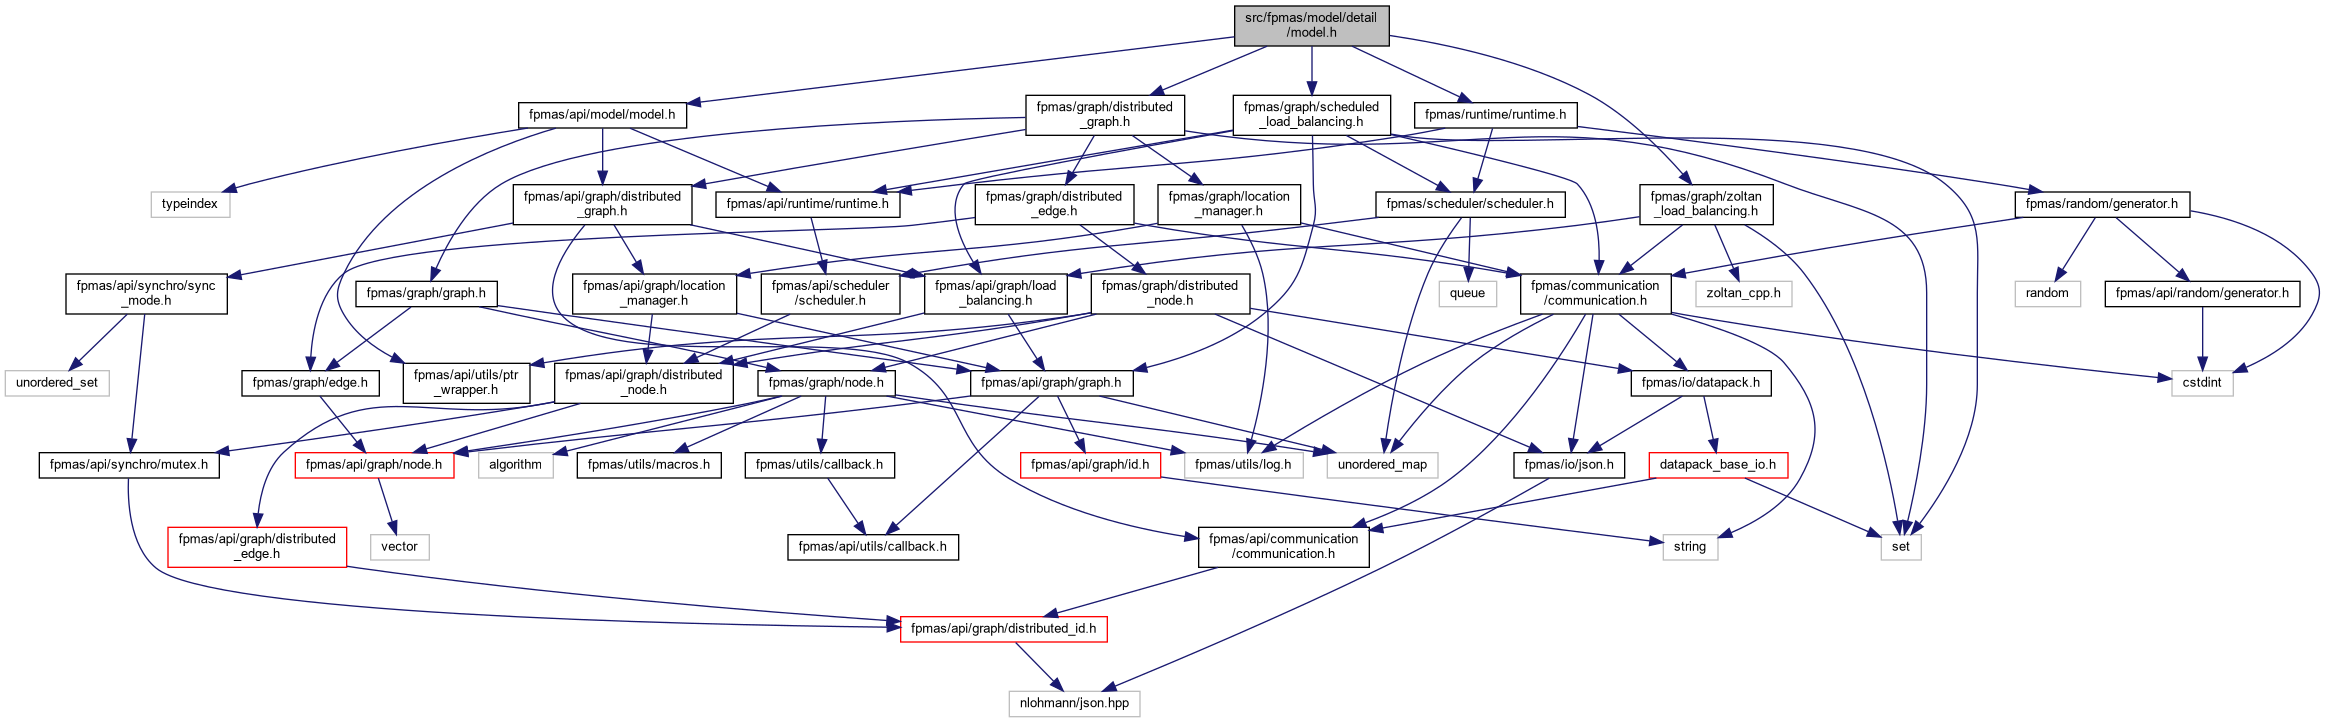 src/fpmas/model/detail
/model.h
fpmas/api/model/model.h
fpmas/graph/distributed
_graph.h
fpmas/graph/scheduled
_load_balancing.h
fpmas/runtime/runtime.h
typeindex
fpmas/api/graph/distributed
_graph.h
fpmas/api/runtime/runtime.h
fpmas/graph/distributed
_edge.h
fpmas/graph/location
_manager.h
fpmas/scheduler/scheduler.h
fpmas/graph/zoltan
_load_balancing.h
fpmas/random/generator.h
fpmas/api/synchro/sync
_mode.h
fpmas/graph/graph.h
fpmas/api/graph/location
_manager.h
fpmas/api/scheduler
/scheduler.h
fpmas/api/graph/load
_balancing.h
fpmas/graph/distributed
_node.h
queue
fpmas/communication
/communication.h
zoltan_cpp.h
random
fpmas/api/random/generator.h
unordered_set
fpmas/graph/edge.h
fpmas/api/utils/ptr
_wrapper.h
fpmas/api/graph/distributed
_node.h
fpmas/graph/node.h
fpmas/api/graph/graph.h
fpmas/io/datapack.h
cstdint
fpmas/api/synchro/mutex.h
fpmas/api/graph/node.h
algorithm
fpmas/utils/macros.h
fpmas/utils/callback.h
fpmas/api/graph/id.h
fpmas/utils/log.h
unordered_map
fpmas/io/json.h
datapack_base_io.h
fpmas/api/graph/distributed
_edge.h
vector
fpmas/api/utils/callback.h
fpmas/api/communication
/communication.h
string
set
fpmas/api/graph/distributed_id.h
nlohmann/json.hpp